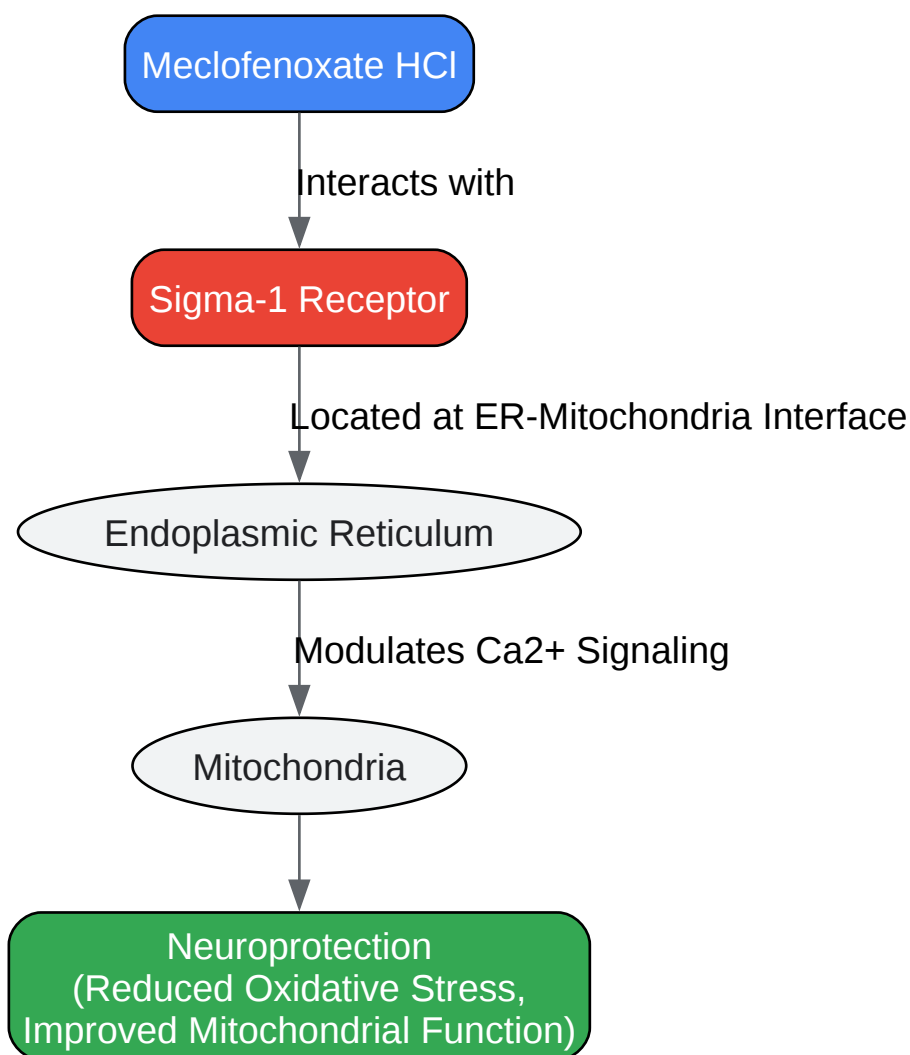 Meclofenoxate HCl
Interacts with
Sigma-1 Receptor
Located at ER-Mitochondria Interface
Endoplasmic Reticulum
Modulates Ca2+ Signaling
Mitochondria
Neuroprotection
(Reduced Oxidative Stress,
Improved Mitochondrial Function)